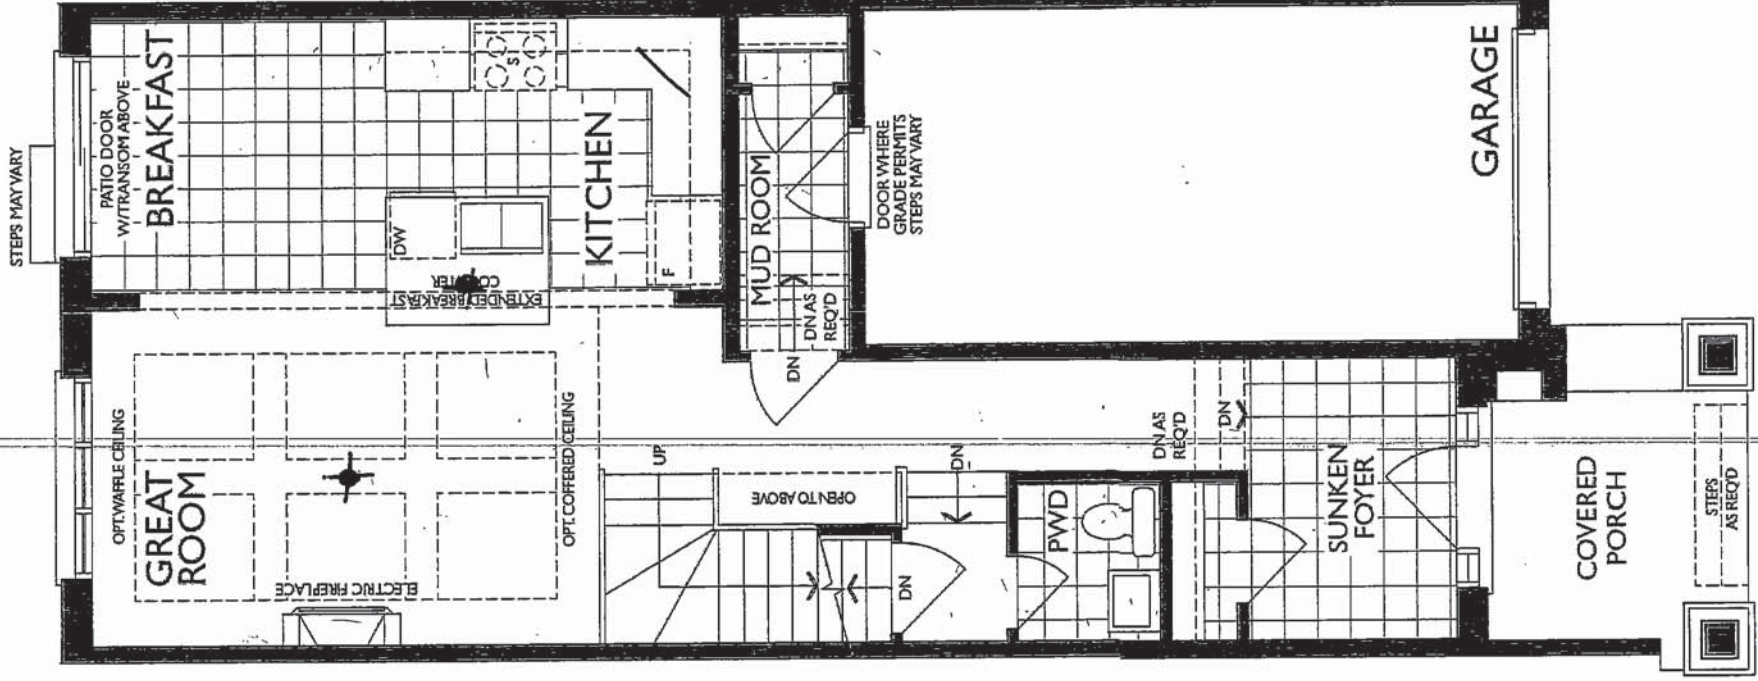 STEPS MAY VARY
PATIO DOOR
W/TRANSOM ABOVE
BREAKFAST
S
KITCHEN
DW
EXTENDED BREAKFAST
COUNTER
F
MUD ROOM
DN AS
REQ'D
DN
DOOR WHERE
GRADE PERMITS
STEPS MAY VARY
GARAGE
OPT. WAFFLE CEILING
GREAT
ROOM
ELECTRIC FIREPLACE
OPT. COFFERED CEILING
UP
OPEN TO ABOVE
DN
DN
PWD
DN AS
REQ'D
DN
SUNKEN
FOYER
COVERED
PORCH
STEPS
AS REQ'D